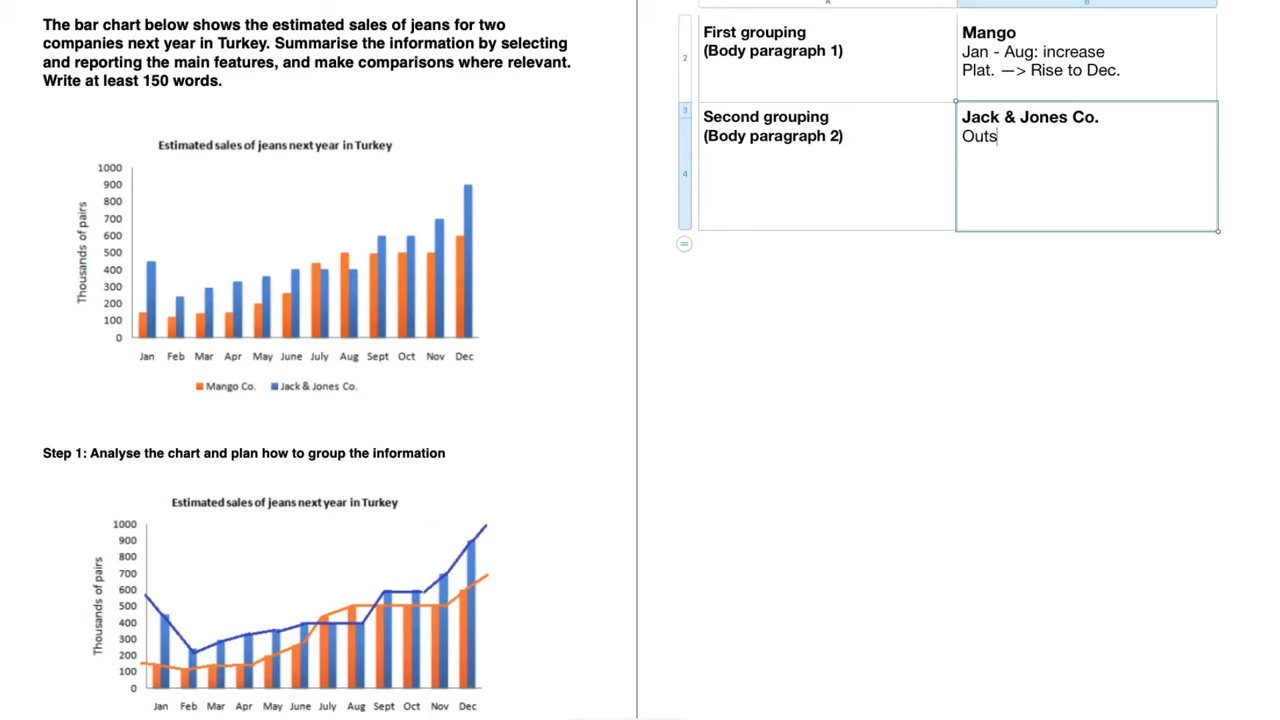 The bar chart below shows the estimated sales of jeans for two
companies next year in Turkey. Summarise the information by selecting
and reporting the main features, and make comparisons where relevant.
Write at least 150 words.
Estimated sales of jeans next year in Turkey
Thousands of pairs
1000
900
800
700
600
500
400
300
200
100
0
Jan Feb Mar Apr May June July Aug Sept Oct Nov Dec
Mango Co. Jack & Jones Co.
Step 1: Analyse the chart and plan how to group the information
Estimated sales of jeans next year in Turkey
Thousands of pairs
1000
900
800
700
600
500
400
300
200
100
0
Jan Feb Mar Apr May June July Aug Sept Oct Nov Dec
A B
2
First grouping
(Body paragraph 1)
Mango
Jan - Aug: increase
Plat. —> Rise to Dec.
3
4
Second grouping
(Body paragraph 2)
Jack & Jones Co.
Outs